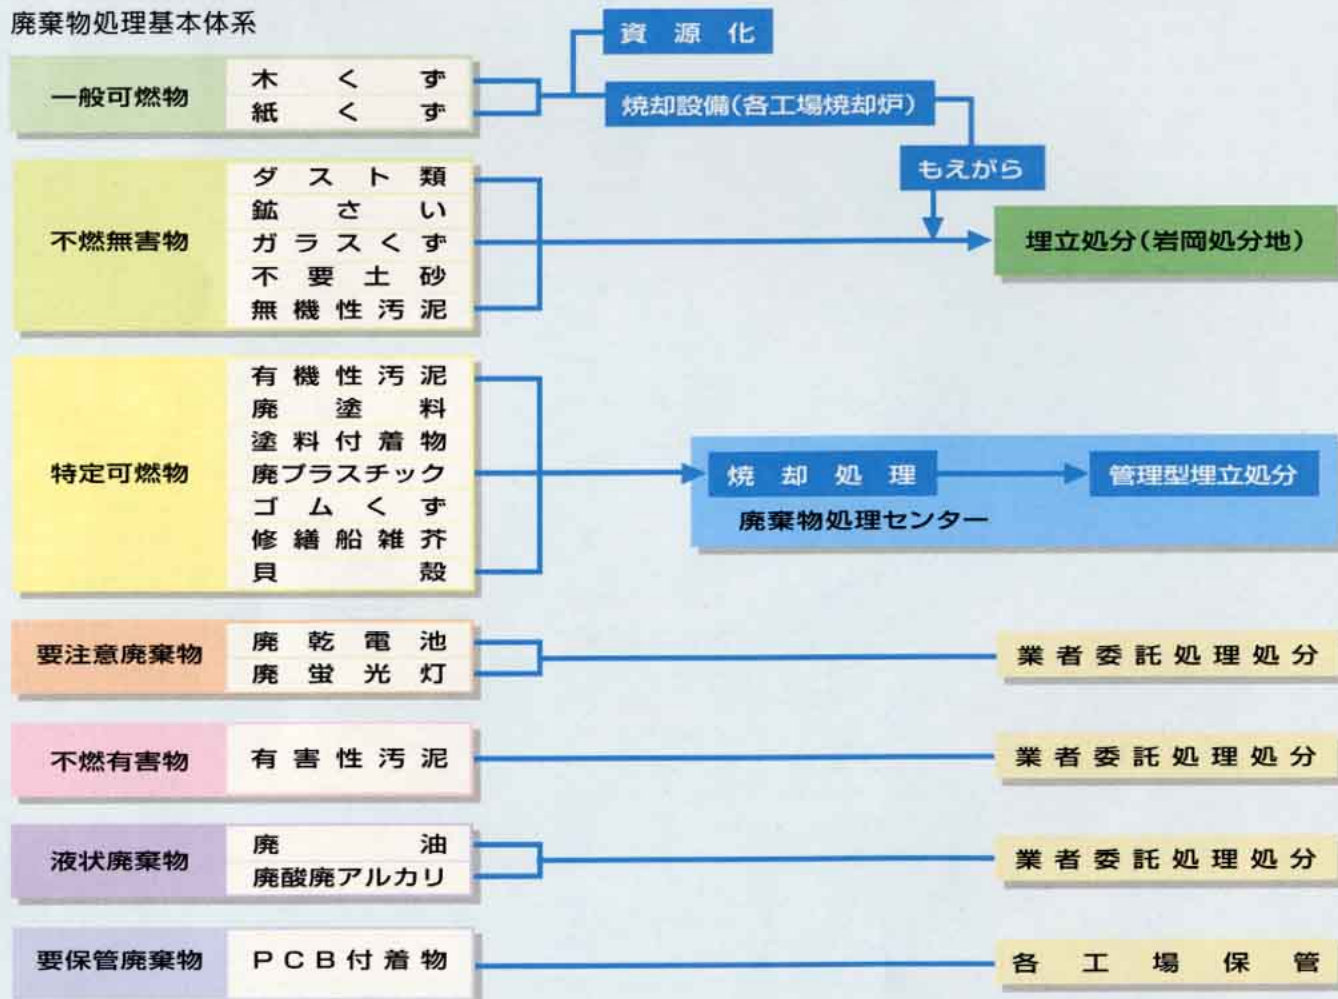 廃棄物処理基本体系
資源化
一般可燃物
木くず
紙くず
焼却設備(各工場焼却炉)
もえがら
不燃無害物
ダスト類
鉱さい
ガラスくず
不要土砂
無機性汚泥
埋立処分(岩岡処分地)
特定可燃物
有機性汚泥
廃塗料
塗料付着物
廃プラスチック
ゴムくず
修繕船雑芥
貝殻
焼却処理
管理型埋立処分
廃棄物処理センター
要注意廃棄物
廃乾電池
廃蛍光灯
業者委託処理処分
不燃有害物
有害性汚泥
業者委託処理処分
液状廃棄物
廃油
廃酸廃アルカリ
業者委託処理処分
要保管廃棄物
PCB付着物
各工場保管